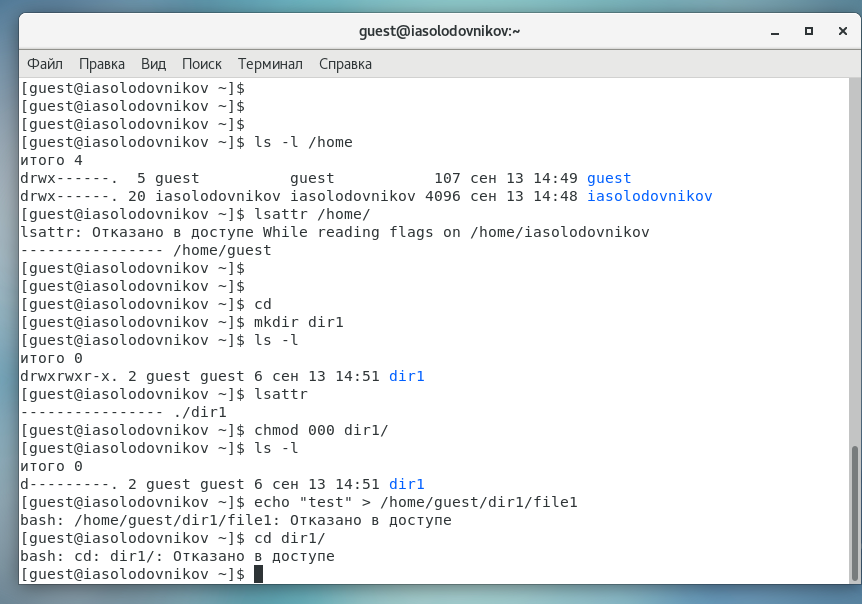 guest@iasolodovnikov:~
Файл Правка Вид Поиск Терминал Справка
[guest@iasolodovnikov ~]$
[guest@iasolodovnikov ~]$
[guest@iasolodovnikov ~]$
[guest@iasolodovnikov ~]$ ls -l /home
итого 4
drwx------.  5 guest          guest           107 сен 13 14:49 guest
drwx------. 20 iasolodovnikov iasolodovnikov 4096 сен 13 14:48 iasolodovnikov
[guest@iasolodovnikov ~]$ lsattr /home/
lsattr: Отказано в доступе While reading flags on /home/iasolodovnikov
---------------- /home/guest
[guest@iasolodovnikov ~]$
[guest@iasolodovnikov ~]$
[guest@iasolodovnikov ~]$ cd
[guest@iasolodovnikov ~]$ mkdir dir1
[guest@iasolodovnikov ~]$ ls -l
итого 0
drwxrwxr-x. 2 guest guest 6 сен 13 14:51 dir1
[guest@iasolodovnikov ~]$ lsattr
---------------- ./dir1
[guest@iasolodovnikov ~]$ chmod 000 dir1/
[guest@iasolodovnikov ~]$ ls -l
итого 0
d---------. 2 guest guest 6 сен 13 14:51 dir1
[guest@iasolodovnikov ~]$ echo "test" > /home/guest/dir1/file1
bash: /home/guest/dir1/file1: Отказано в доступе
[guest@iasolodovnikov ~]$ cd dir1/
bash: cd: dir1/: Отказано в доступе
[guest@iasolodovnikov ~]$